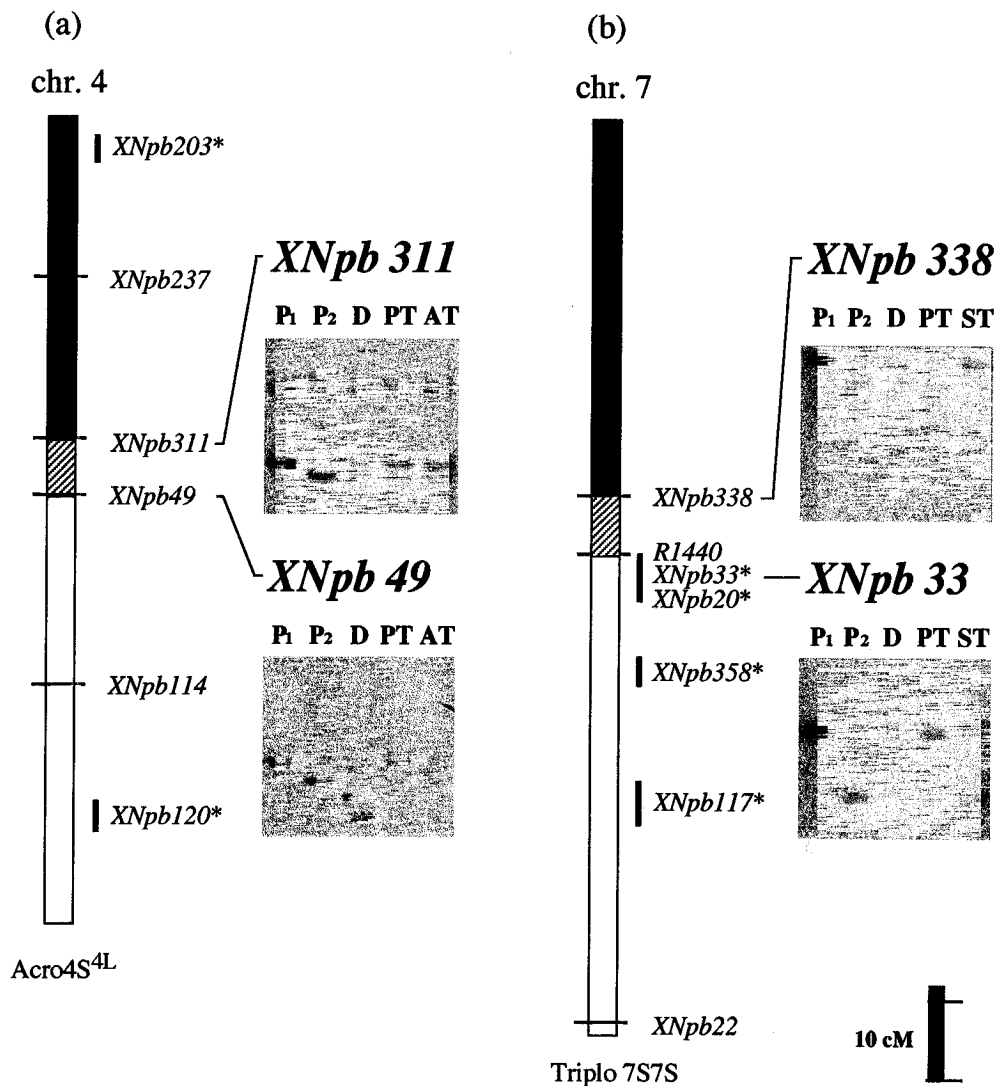 (a)
chr. 4
XNpb203*
XNpb237
XNpb311
XNpb49
XNpb114
XNpb120*
Acro4S4L
XNpb 311
P1 P2 D PT AT
XNpb 49
P1 P2 D PT AT
(b)
chr. 7
XNpb338
R1440
XNpb33*
XNpb20*
XNpb358*
XNpb117*
XNpb22
Triplo 7S7S
XNpb 338
P1 P2 D PT ST
XNpb 33
P1 P2 D PT ST
10 cM